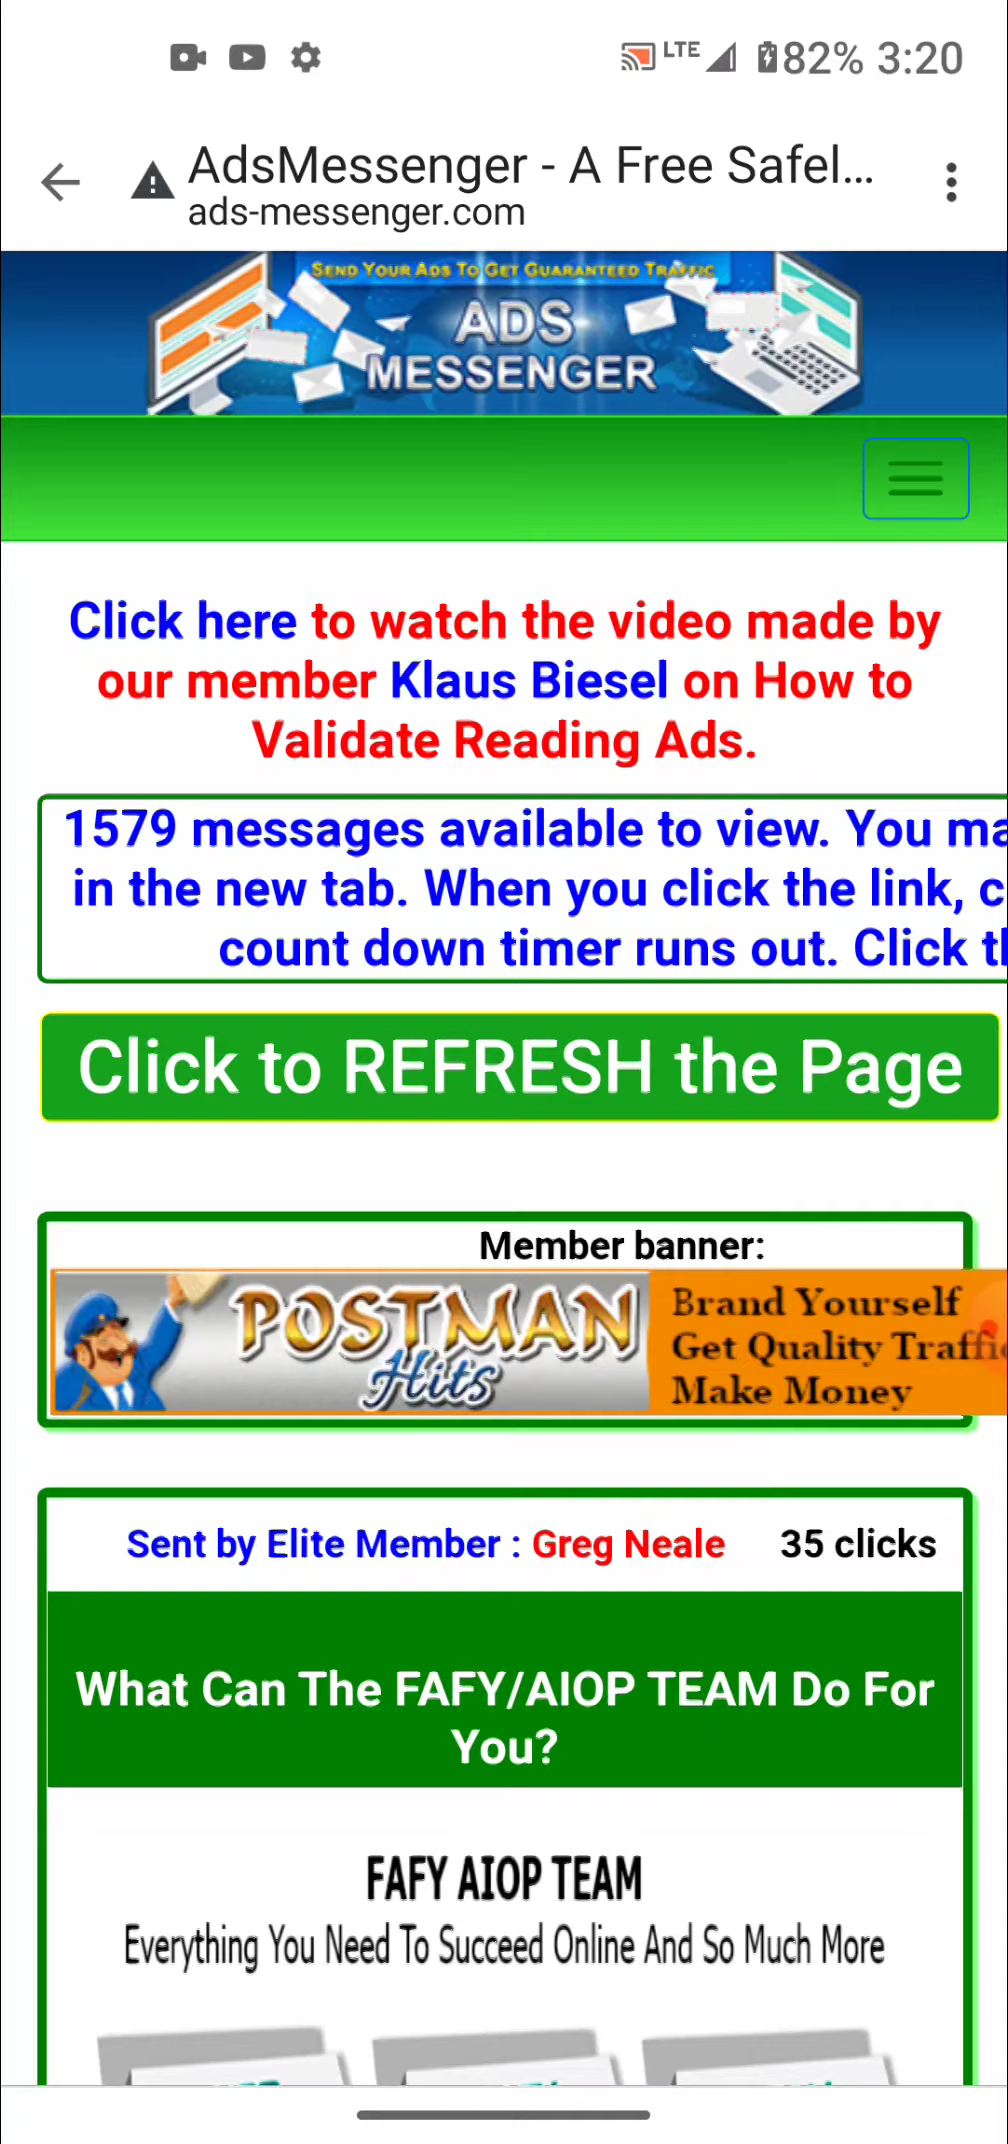 LTE 82% 3:20
AdsMessenger - A Free Safel...
ads-messenger.com
SEND YOUR ADS TO GET GUARANTEED TRAFFIC
ADS
MESSENGER
Click here to watch the video made by
our member Klaus Biesel on How to
Validate Reading Ads.
1579 messages available to view. You ma
in the new tab. When you click the link, c
count down timer runs out. Click th
Click to REFRESH the Page
Member banner:
POSTMAN
Hits
Brand Yourself
Get Quality Traffic
Make Money
Sent by Elite Member : Greg Neale 35 clicks
What Can The FAFY/AIOP TEAM Do For
You?
FAFY AIOP TEAM
Everything You Need To Succeed Online And So Much More